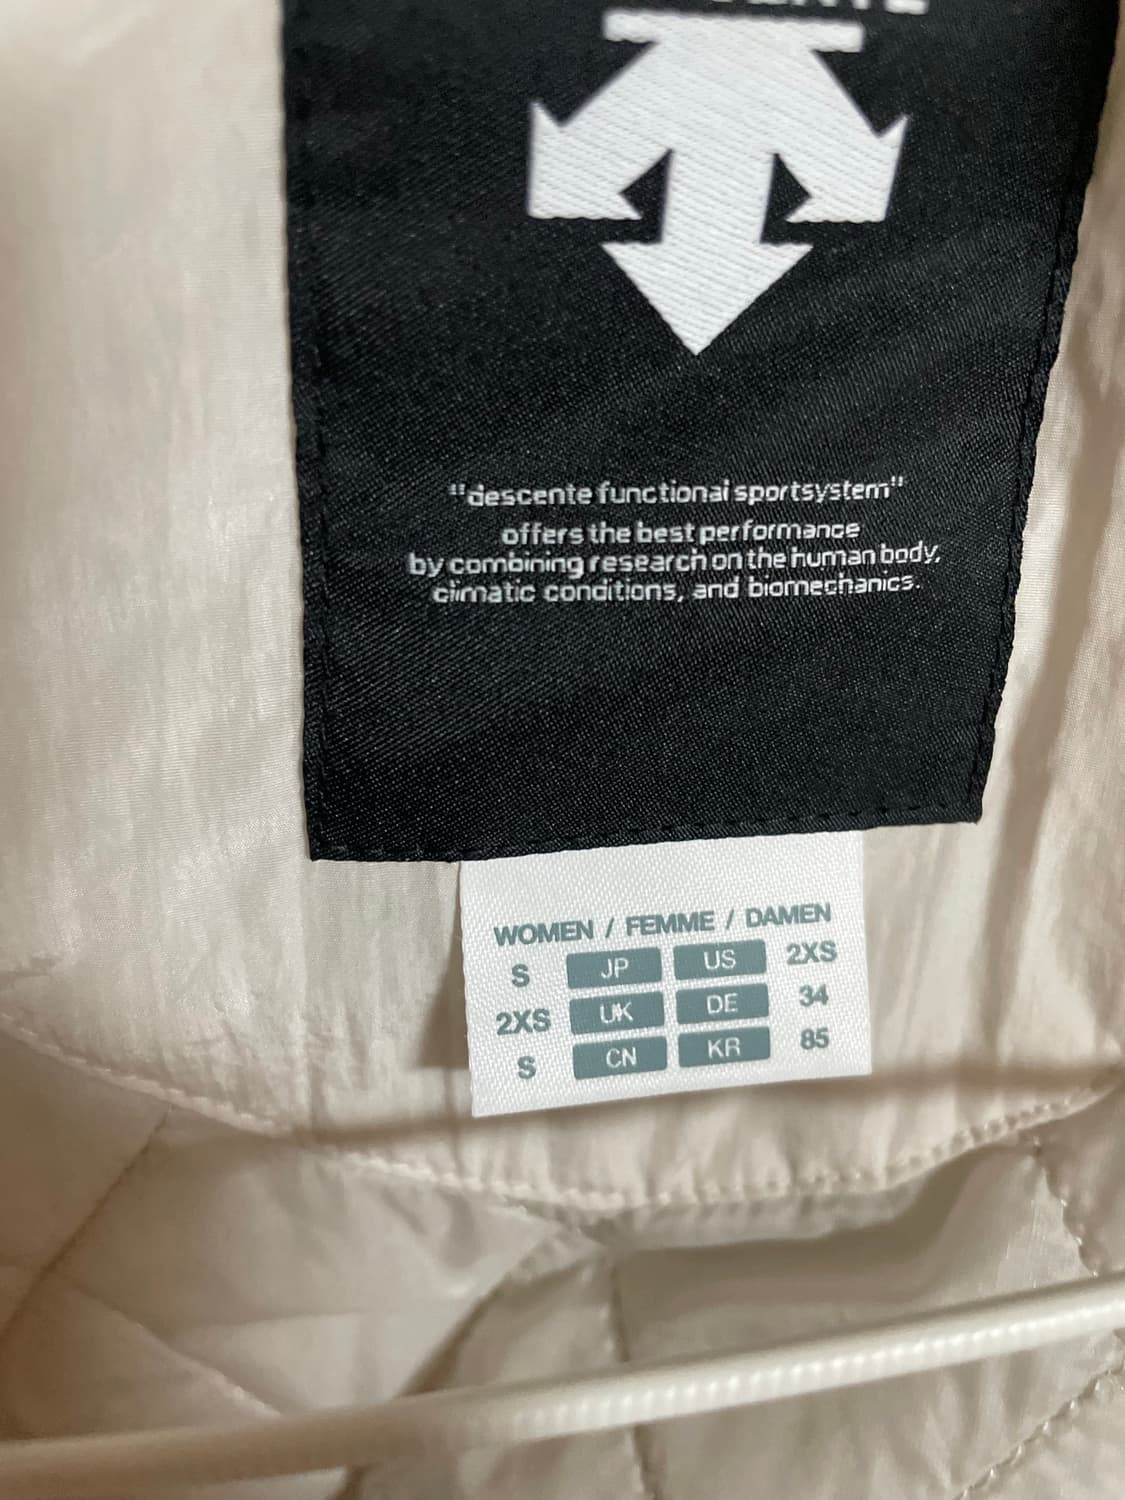 "descente functional sportsystem"
offers the best performance
by combining research on the human body,
climatic conditions, and biomechanics.
WOMEN / FEMME / DAMEN
S JP US 2XS
2XS UK DE 34
S CN KR 85